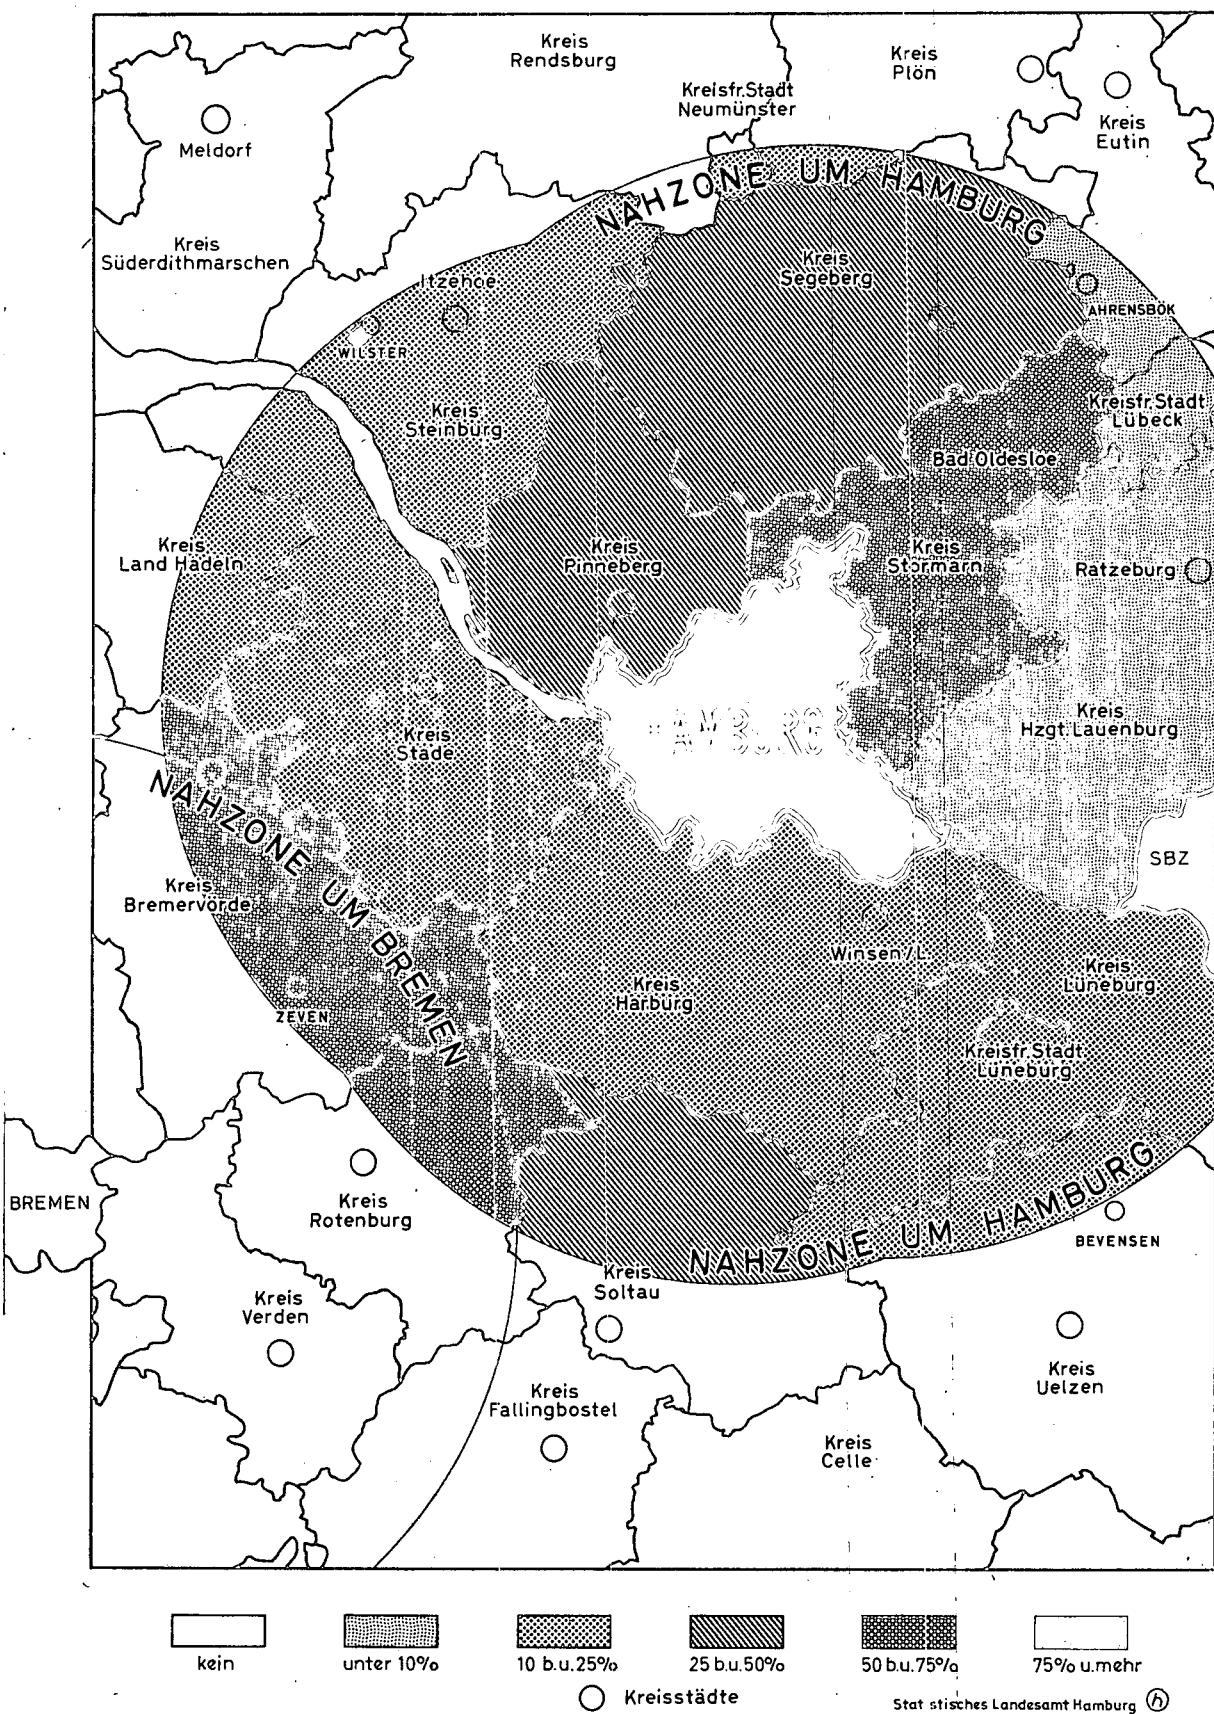 Kreis
Rendsburg
Kreis
Plön
Kreisfr.Stadt
Neumünster
Kreis
Eutin
Meldorf
NAHZONE UM HAMBURG
Kreis
Süderdithmarschen
Itzehoe
Kreis
Segeberg
AHRENSBÖK
WILSTER
Kreis
Steinburg
Kreisfr.Stadt
Lübeck
Bad Oldesloe
Kreis
Land Hadeln
Kreis
Pinneberg
Kreis
Stormarn
Ratzeburg
HAMBURG
Kreis
Hzgt.Lauenburg
Kreis
Stade
NAHZONE UM BREMEN
SBZ
Kreis
Bremervörde
Winsen/L.
Kreis
Lüneburg
Kreis
Harburg
ZEVEN
Kreisfr.Stadt
Lüneburg
BREMEN
Kreis
Rotenburg
NAHZONE UM HAMBURG
BEVENSEN
Kreis
Soltau
Kreis
Verden
Kreis
Uelzen
Kreis
Fallingbostel
Kreis
Celle
kein
unter 10%
10 b.u.25%
25 b.u.50%
50 b.u.75%
75% u.mehr
Kreisstädte
Stat stisches Landesamt Hamburg h